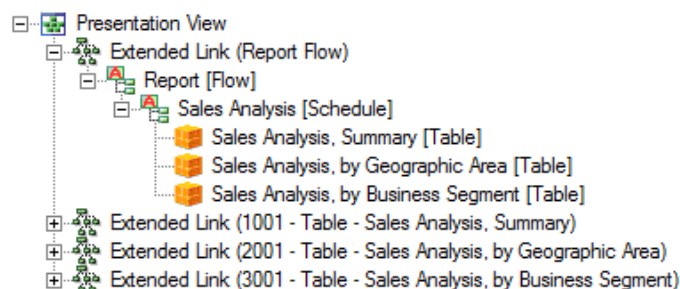 Presentation View
Extended Link (Report Flow)
Report [Flow]
Sales Analysis [Schedule]
Sales Analysis, Summary [Table]
Sales Analysis, by Geographic Area [Table]
Sales Analysis, by Business Segment [Table]
Extended Link (1001 - Table - Sales Analysis, Summary)
Extended Link (2001 - Table - Sales Analysis, by Geographic Area)
Extended Link (3001 - Table - Sales Analysis, by Business Segment)